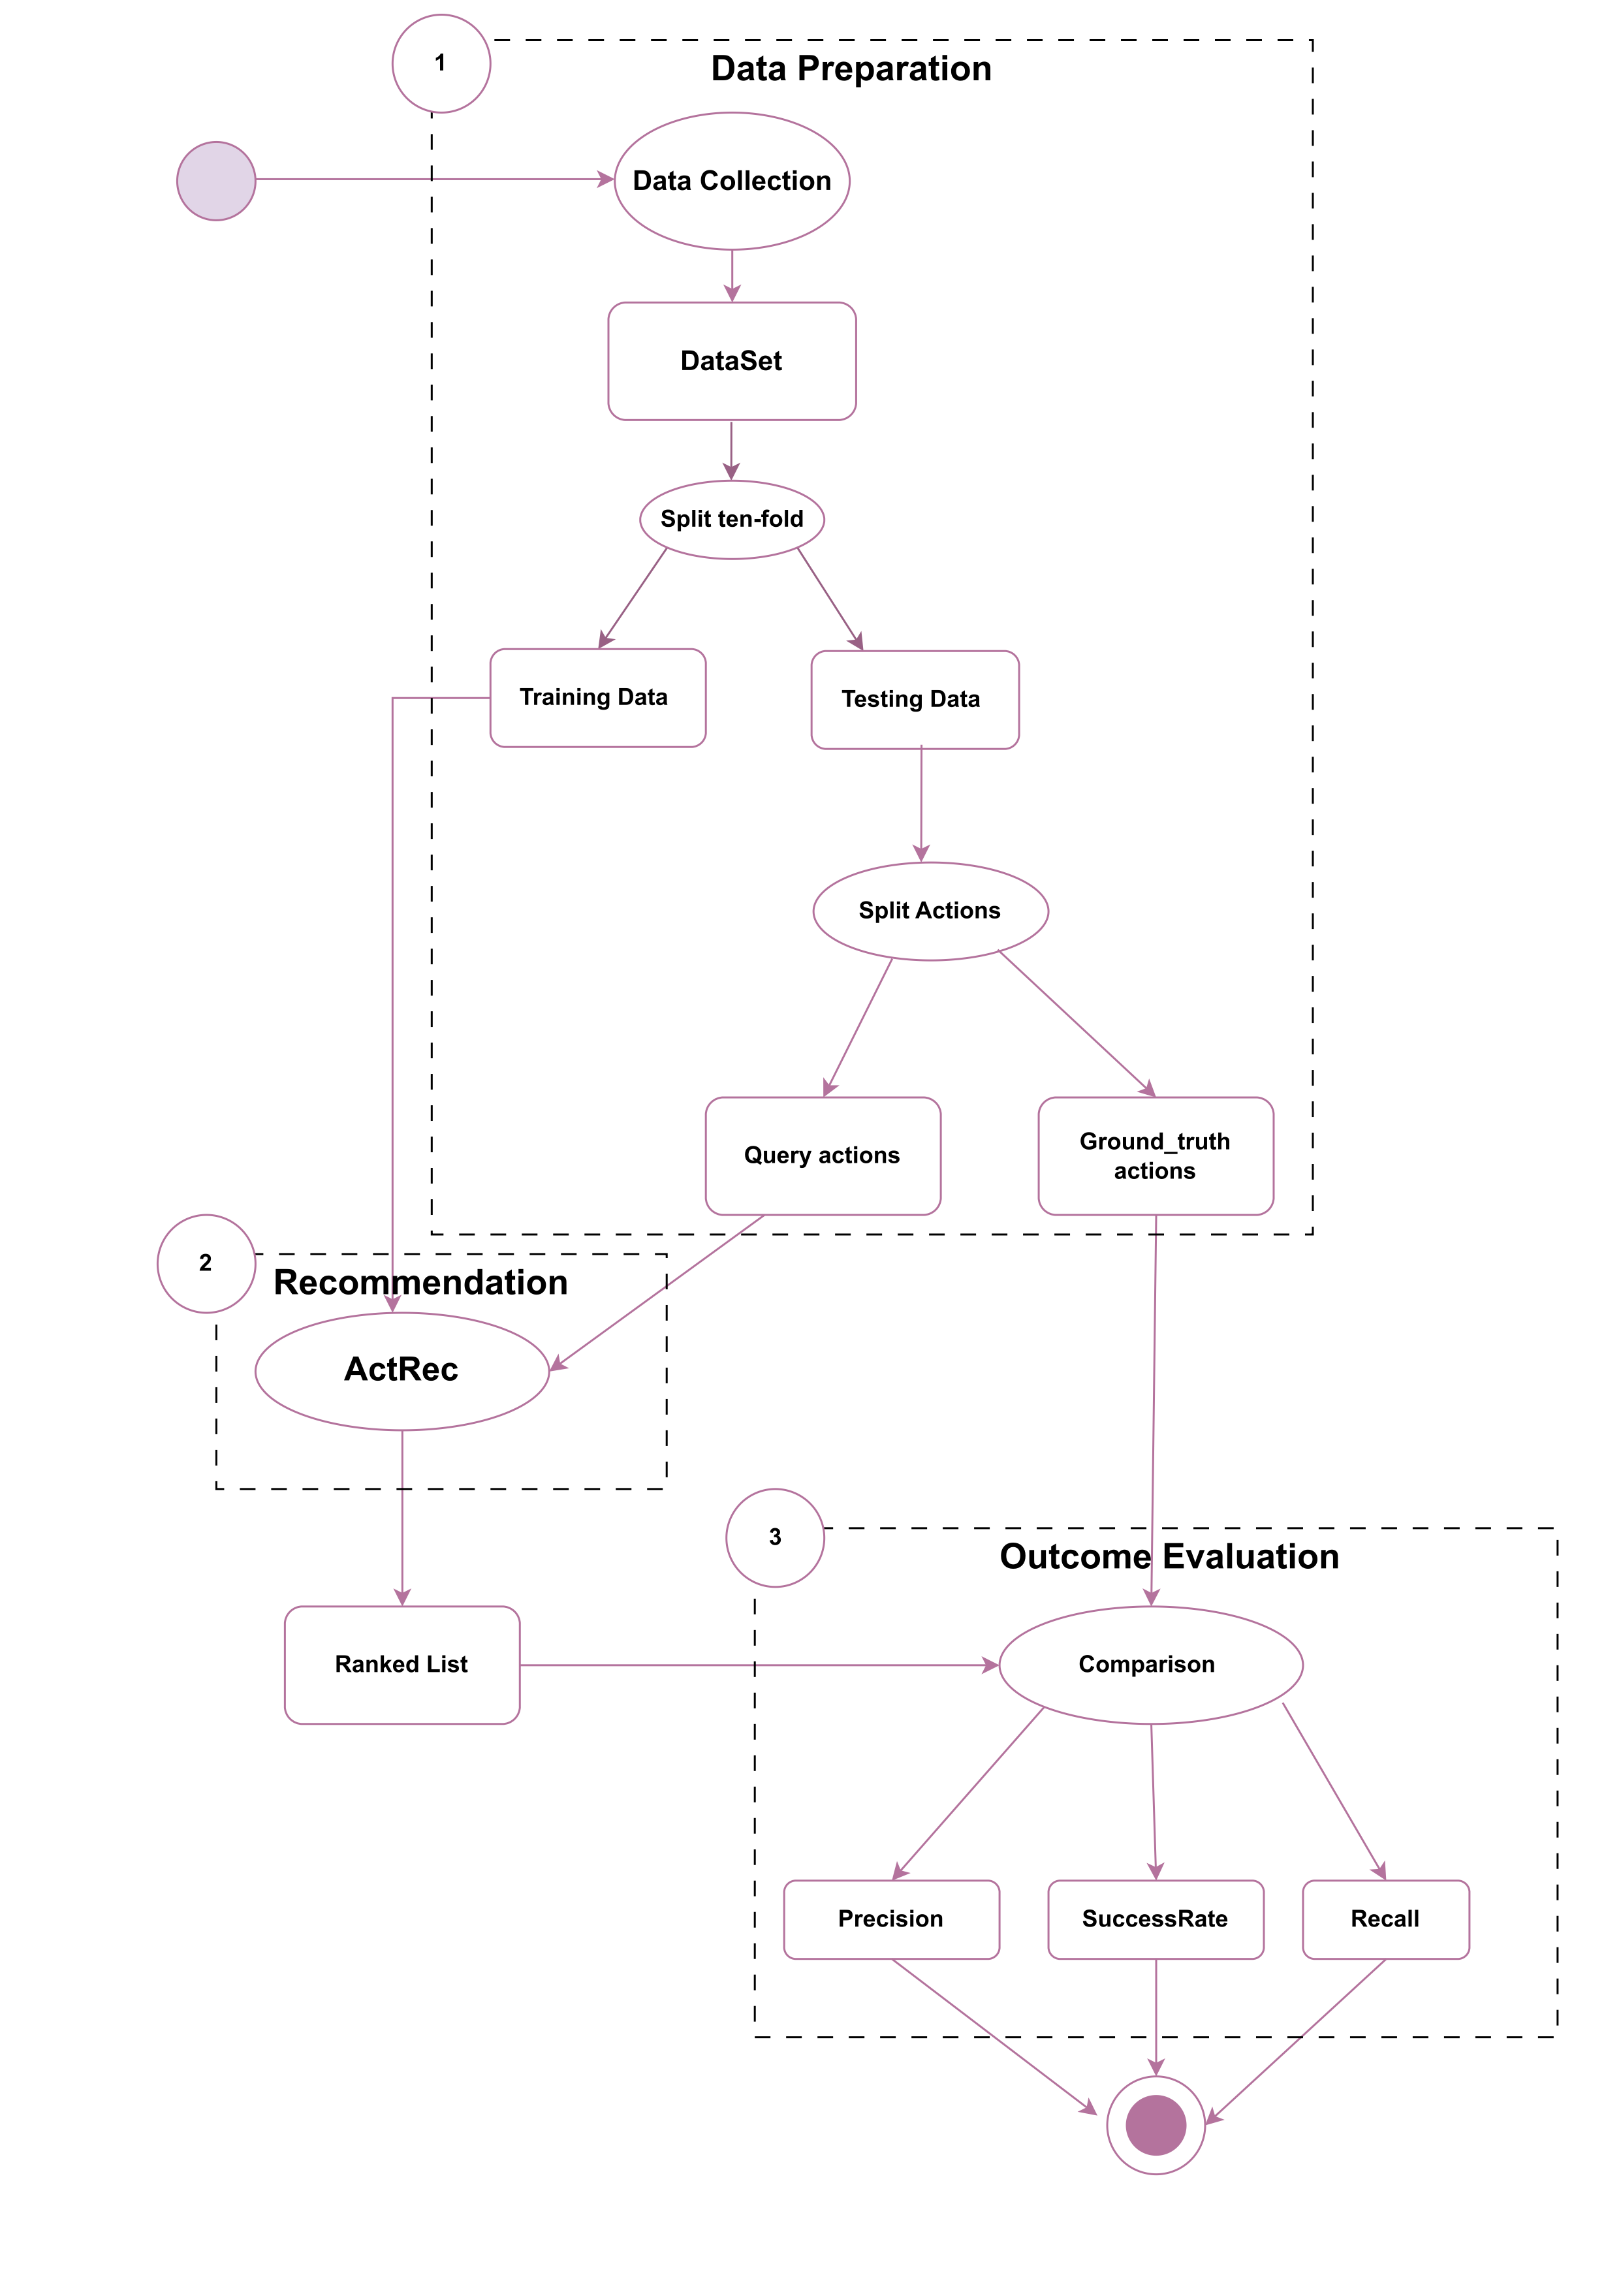 1
Data Preparation
Data Collection
DataSet
Split ten-fold
Training Data
Testing Data
Split Actions
Query actions
Ground_truth
actions
2
Recommendation
ActRec
3
Outcome Evaluation
Ranked List
Comparison
Precision
SuccessRate
Recall